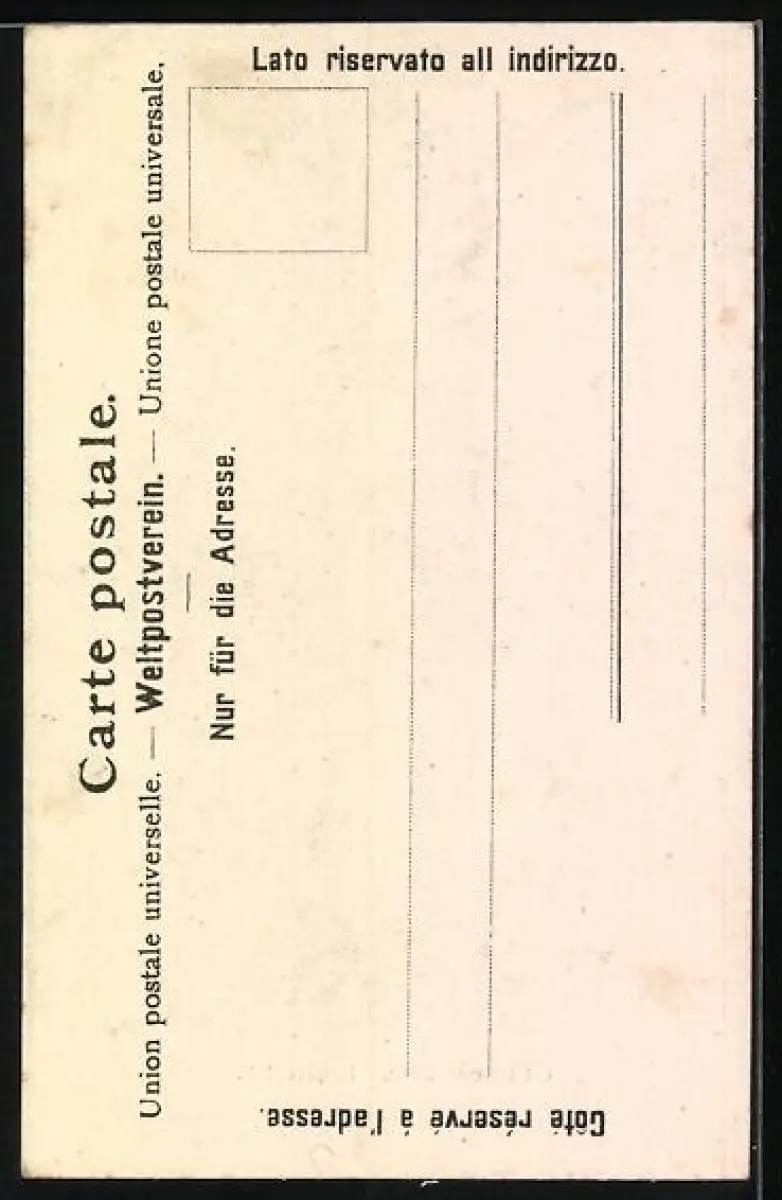 Carte postale.
Union postale universelle. — Weltpostverein. — Unione postale universale.
Nur für die Adresse.
Lato riservato all indirizzo.
Côté réservé á l'adresse.